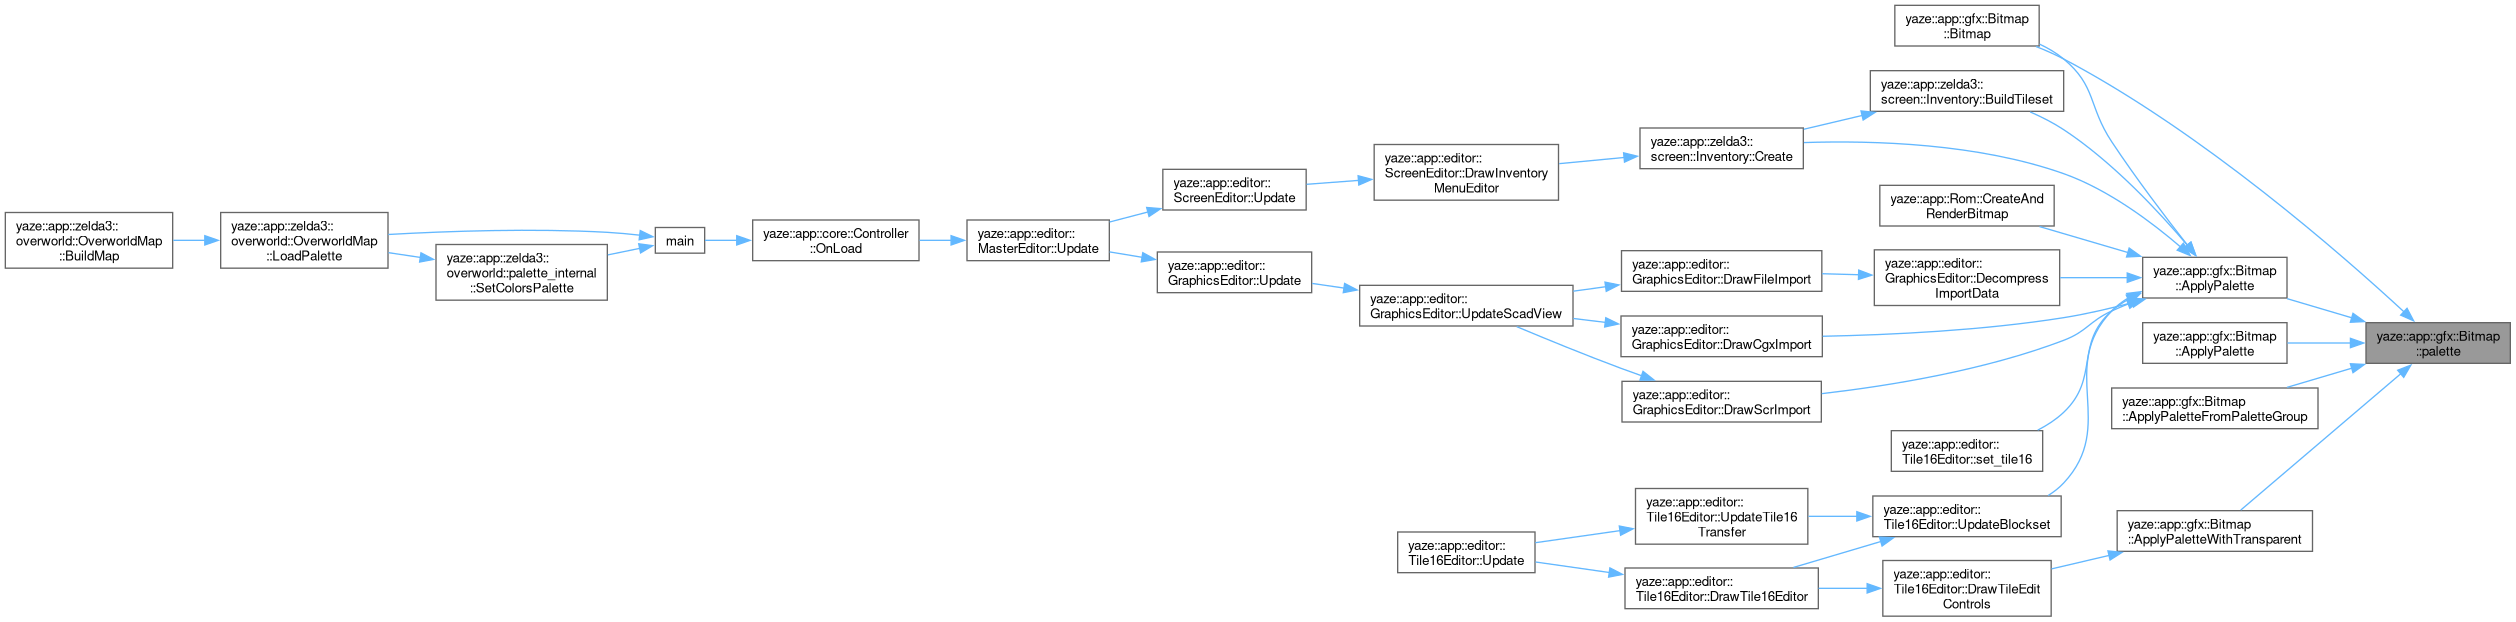 yaze::app::gfx::Bitmap
::Bitmap
yaze::app::zelda3::
screen::Inventory::BuildTileset
yaze::app::zelda3::
screen::Inventory::Create
yaze::app::editor::
ScreenEditor::DrawInventory
MenuEditor
yaze::app::editor::
ScreenEditor::Update
yaze::app::Rom::CreateAnd
RenderBitmap
yaze::app::zelda3::
overworld::OverworldMap
::BuildMap
yaze::app::zelda3::
overworld::OverworldMap
::LoadPalette
yaze::app::zelda3::
overworld::palette_internal
::SetColorsPalette
main
yaze::app::core::Controller
::OnLoad
yaze::app::editor::
MasterEditor::Update
yaze::app::editor::
GraphicsEditor::Update
yaze::app::editor::
GraphicsEditor::UpdateScadView
yaze::app::editor::
GraphicsEditor::DrawFileImport
yaze::app::editor::
GraphicsEditor::Decompress
ImportData
yaze::app::gfx::Bitmap
::ApplyPalette
yaze::app::editor::
GraphicsEditor::DrawCgxImport
yaze::app::gfx::Bitmap
::ApplyPalette
yaze::app::gfx::Bitmap
::palette
yaze::app::editor::
GraphicsEditor::DrawScrImport
yaze::app::gfx::Bitmap
::ApplyPaletteFromPaletteGroup
yaze::app::editor::
Tile16Editor::set_tile16
yaze::app::editor::
Tile16Editor::UpdateTile16
Transfer
yaze::app::editor::
Tile16Editor::UpdateBlockset
yaze::app::gfx::Bitmap
::ApplyPaletteWithTransparent
yaze::app::editor::
Tile16Editor::Update
yaze::app::editor::
Tile16Editor::DrawTile16Editor
yaze::app::editor::
Tile16Editor::DrawTileEdit
Controls